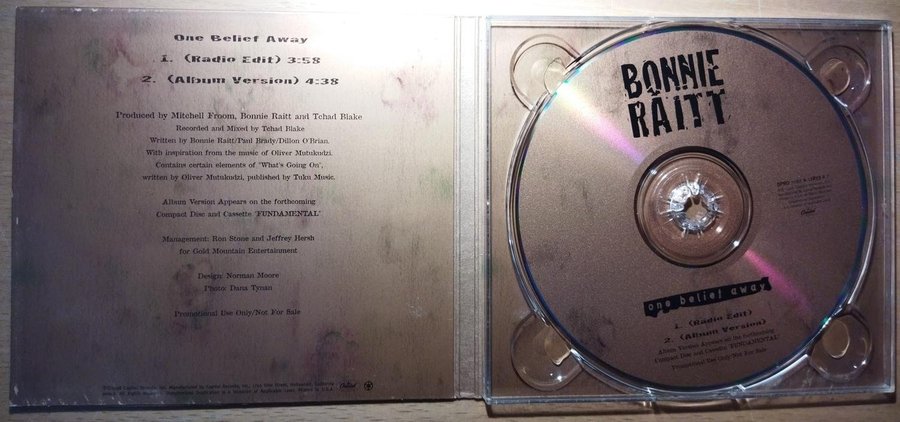 One Belief Away
1. (Radio Edit) 3:58
2. (Album Version) 4:38
Produced by Mitchell Froom, Bonnie Raitt and Tchad Blake
Recorded and Mixed by Tchad Blake
Written by Bonnie Raitt/Paul Brady/Dillon O'Brian.
With inspiration from the music of Oliver Mutukudzi.
Contains certain elements of "What's Going On",
written by Oliver Mutukudzi, published by Tuku Music.
Album Version Appears on the forthcoming
Compact Disc and Cassette 'FUNDAMENTAL'
Management: Ron Stone and Jeffrey Hersh
for Gold Mountain Entertainment
Design: Norman Moore
Photo: Dana Tynan
Promotional Use Only/Not For Sale
Capitol
BONNIE
RAITT
DPRO
Capitol
one belief away
1. (Radio Edit)
2. (Album Version)
Album Version Appears on the forthcoming
Compact Disc and Cassette 'FUNDAMENTAL'
Promotional Use Only/Not For Sale